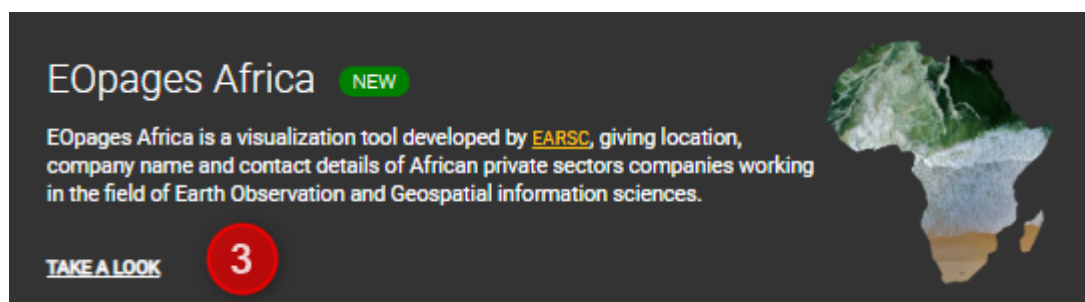 EOpages Africa NEW
EOpages Africa is a visualization tool developed by EARSC, giving location,
company name and contact details of African private sectors companies working
in the field of Earth Observation and Geospatial information sciences.
TAKE A LOOK 3